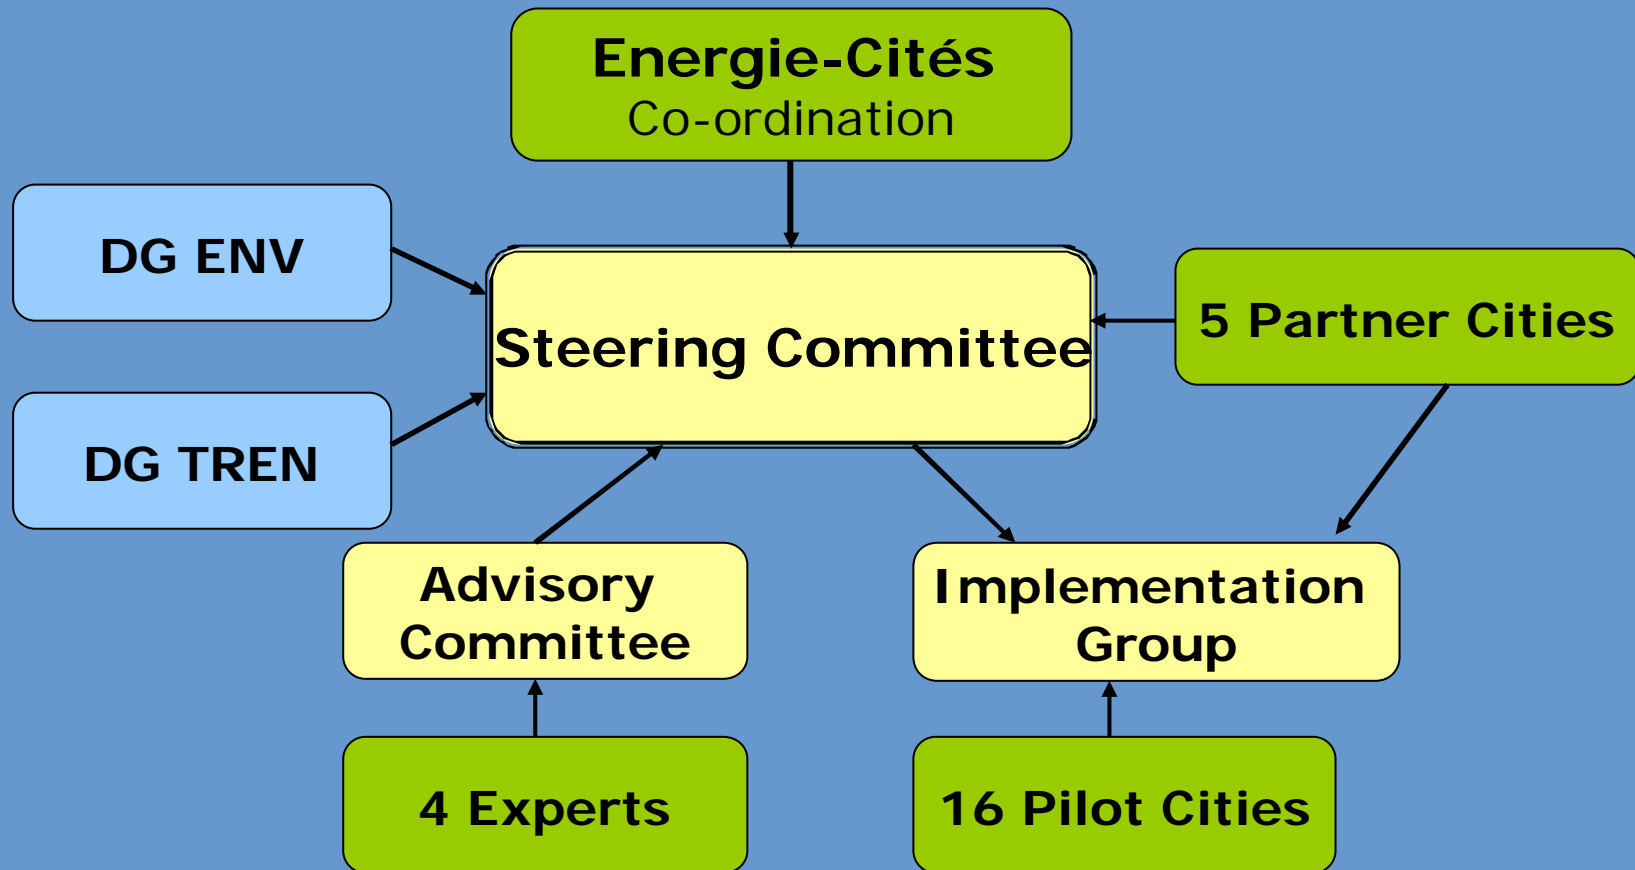 Energie-Cités
Co-ordination
DG ENV
5 Partner Cities
Steering Committee
DG TREN
Advisory
Committee
Implementation
Group
4 Experts
16 Pilot Cities